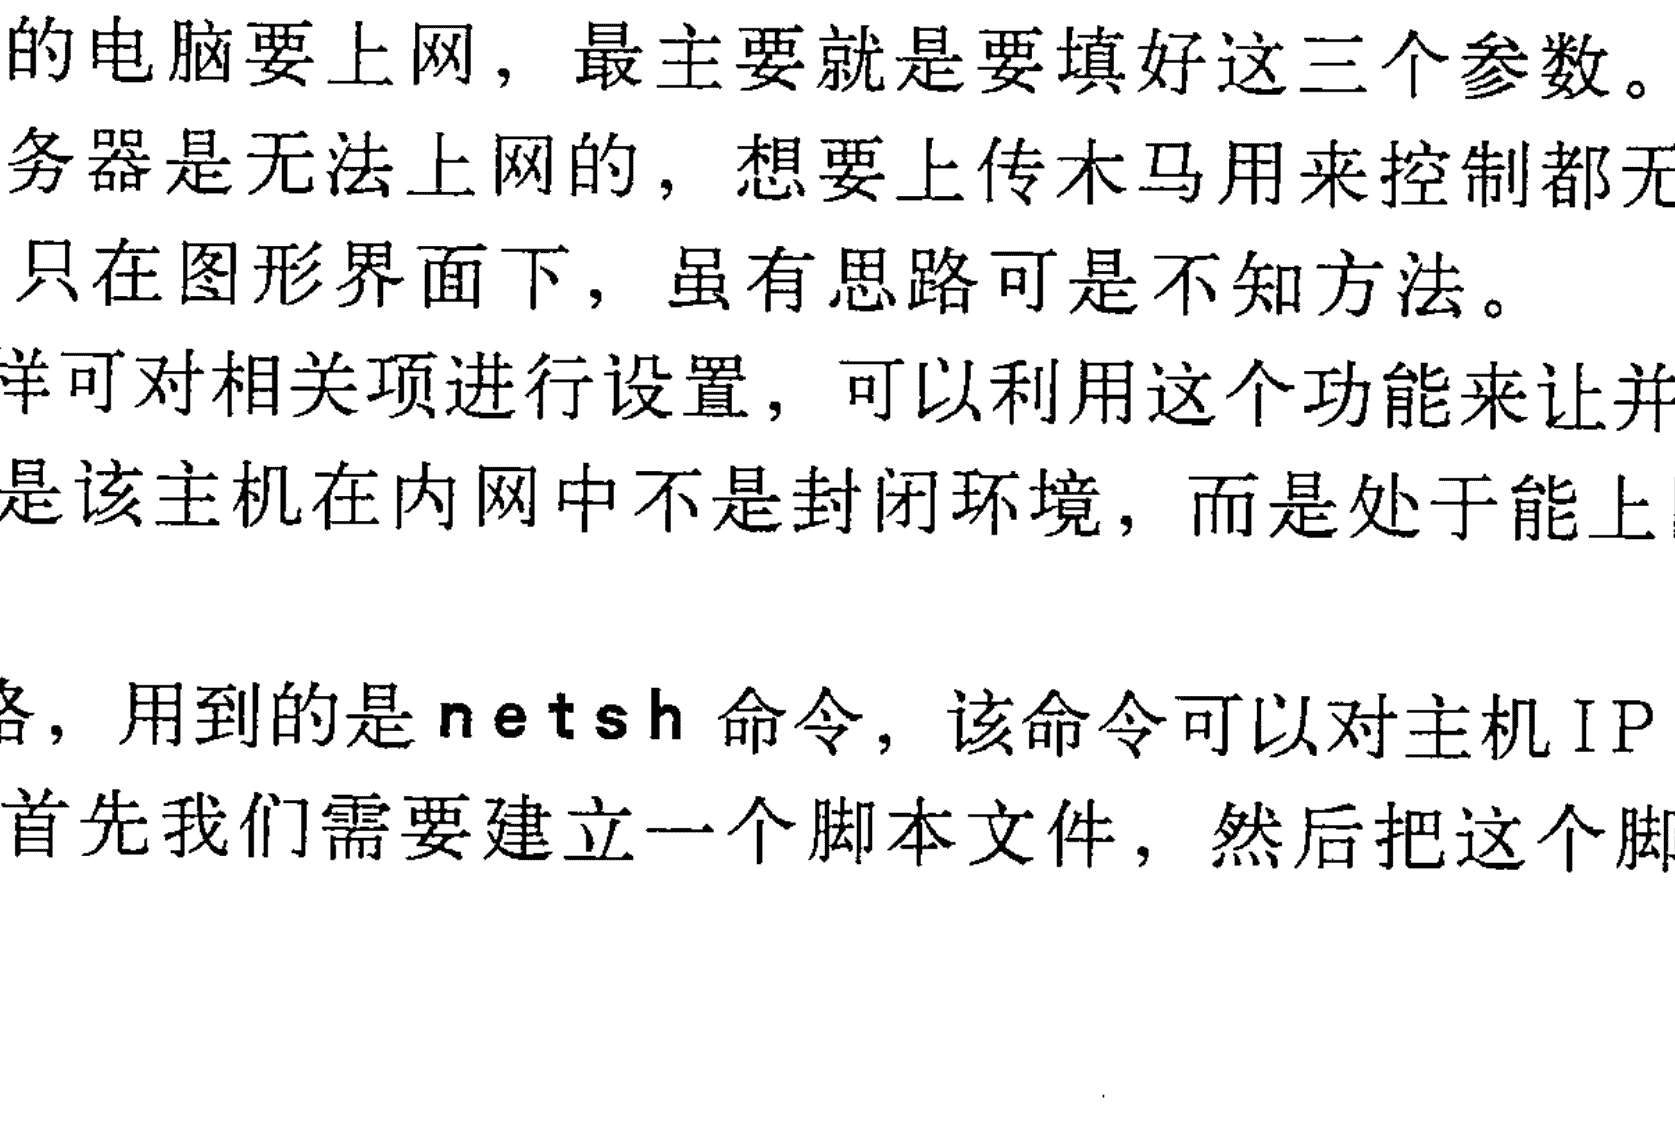 的电脑要上网，最主要就是要填好这三个参数。
务器是无法上网的，想要上传木马用来控制都无
只在图形界面下，虽有思路可是不知方法。
样可对相关项进行设置，可以利用这个功能来让并
是该主机在内网中不是封闭环境，而是处于能上
，用到的是netsh命令，该命令可以对主机IP
首先我们需要建立一个脚本文件，然后把这个脚